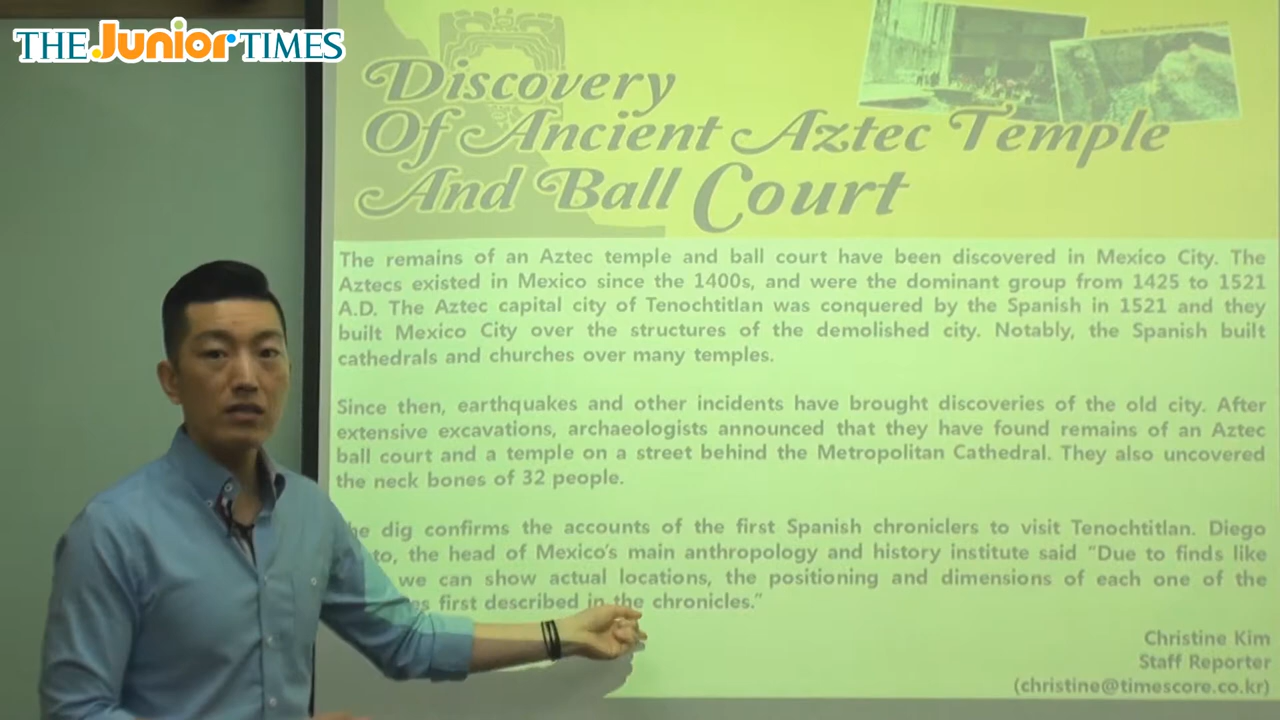 THE Junior TIMES
Discovery
Of Ancient Aztec Temple
And Ball Court
The remains of an Aztec temple and ball court have been discovered in Mexico City. The
Aztecs existed in Mexico since the 1400s, and were the dominant group from 1425 to 1521
A.D. The Aztec capital city of Tenochtitlan was conquered by the Spanish in 1521 and they
built Mexico City over the structures of the demolished city. Notably, the Spanish built
cathedrals and churches over many temples.
Since then, earthquakes and other incidents have brought discoveries of the old city. After
extensive excavations, archaeologists announced that they have found remains of an Aztec
ball court and a temple on a street behind the Metropolitan Cathedral. They also uncovered
the neck bones of 32 people.
he dig confirms the accounts of the first Spanish chroniclers to visit Tenochtitlan. Diego
to, the head of Mexico's main anthropology and history institute said "Due to finds like
we can show actual locations, the positioning and dimensions of each one of the
es first described in the chronicles."
Christine Kim
Staff Reporter
(christine@timescore.co.kr)